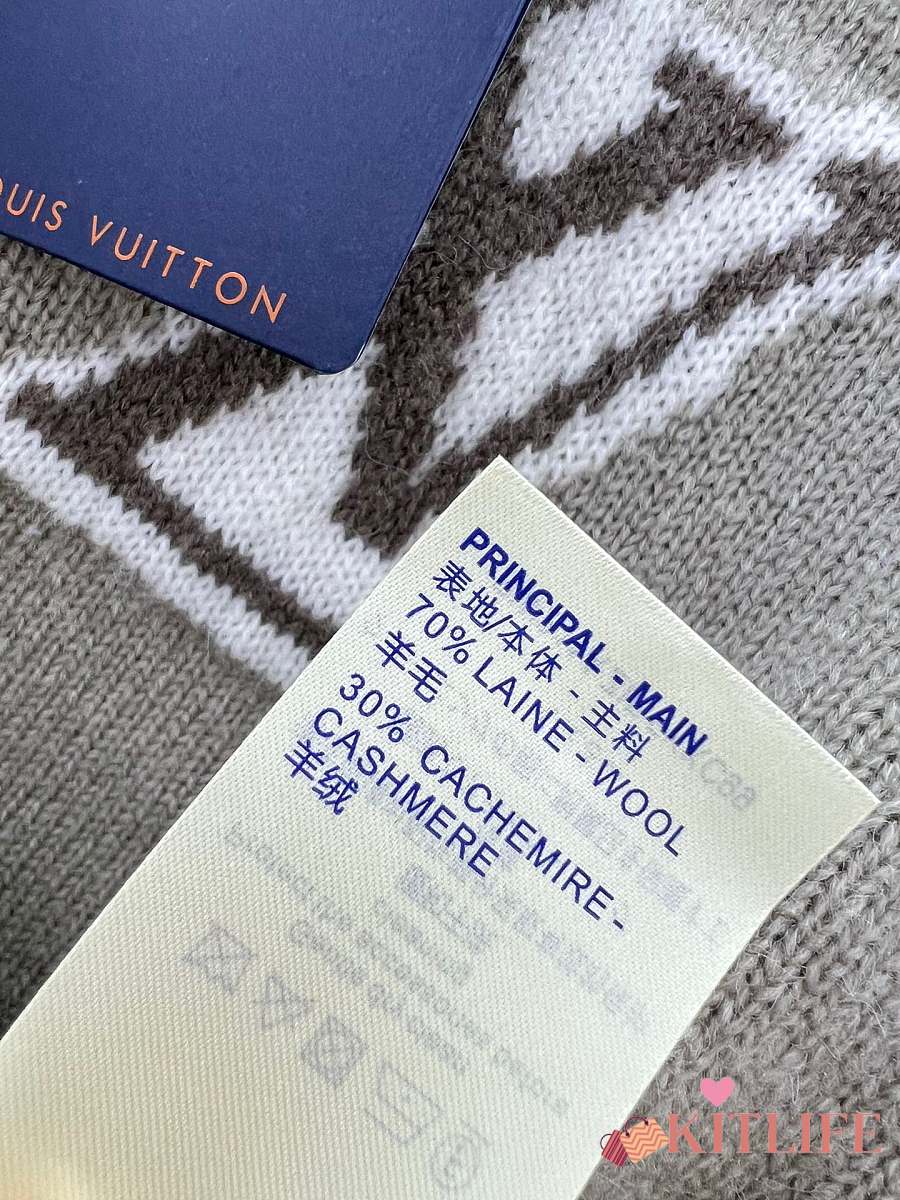 OUIS VUITTON
PRINCIPAL - MAIN
表地/本体 - 主料
70% LAINE - WOOL
羊毛
30% CACHEMIRE -
CASHMERE
羊绒
KITLIFE